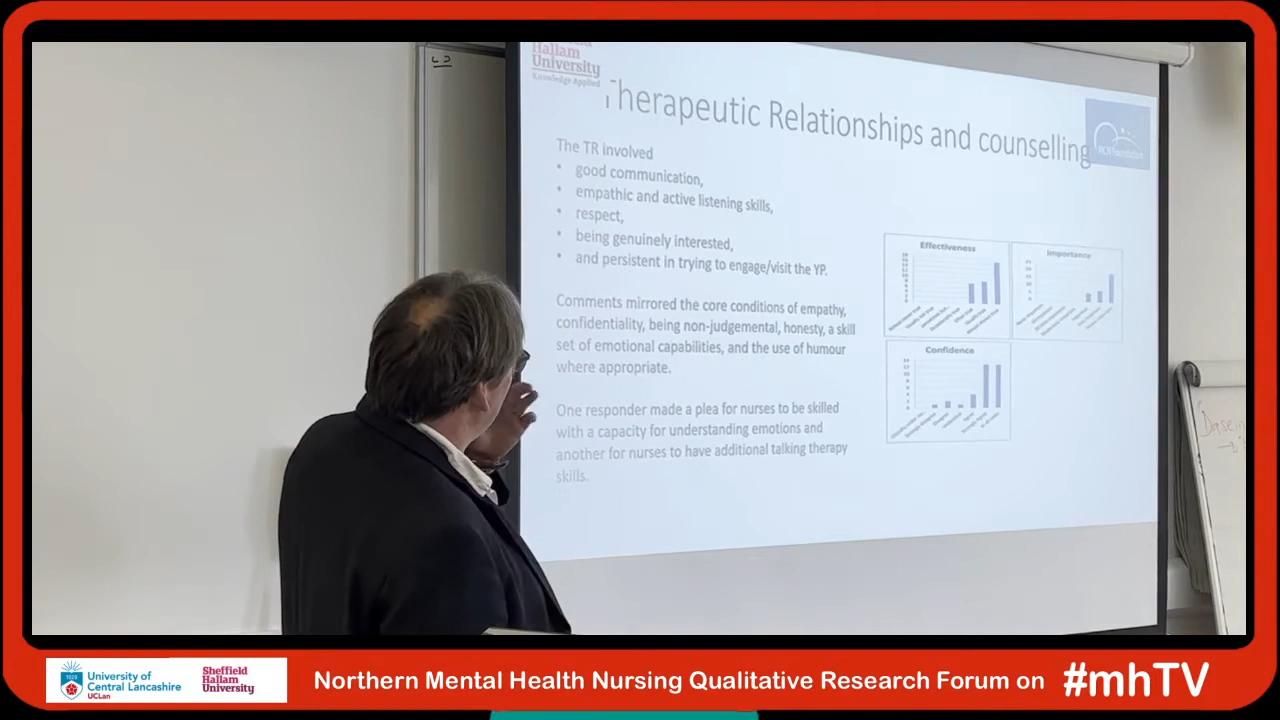 Hallam
University
Knowledge Applied
Therapeutic Relationships and counselling
RCN Foundation
The TR involved
• good communication,
• empathic and active listening skills,
• respect,
• being genuinely interested,
• and persistent in trying to engage/visit the YP.
Comments mirrored the core conditions of empathy,
confidentiality, being non-judgemental, honesty, a skill
set of emotional capabilities, and the use of humour
where appropriate.
One responder made a plea for nurses to be skilled
with a capacity for understanding emotions and
another for nurses to have additional talking therapy
skills.
Effectiveness
Importance
Confidence
University of
Central Lancashire
UCLan
Sheffield
Hallam
University
Northern Mental Health Nursing Qualitative Research Forum on #mhTV